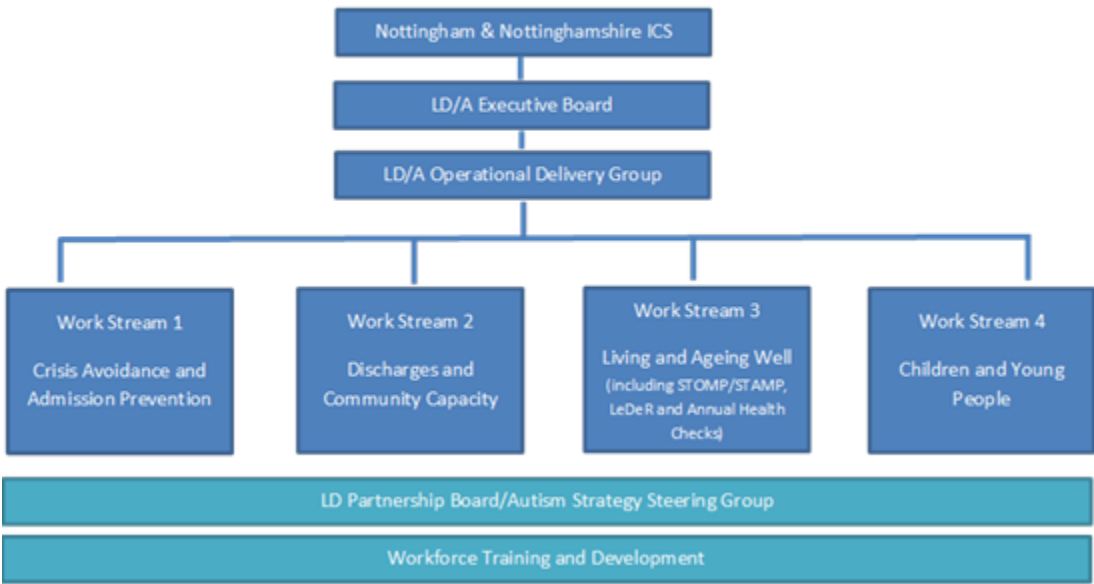 Nottingham & Nottinghamshire ICS
LD/A Executive Board
LD/A Operational Delivery Group
Work Stream 1
Crisis Avoidance and
Admission Prevention
Work Stream 2
Discharges and
Community Capacity
Work Stream 3
Living and Ageing Well
(including STOMP/STAMP,
LeDeR and Annual Health
Checks)
Work Stream 4
Children and Young
People
LD Partnership Board/Autism Strategy Steering Group
Workforce Training and Development